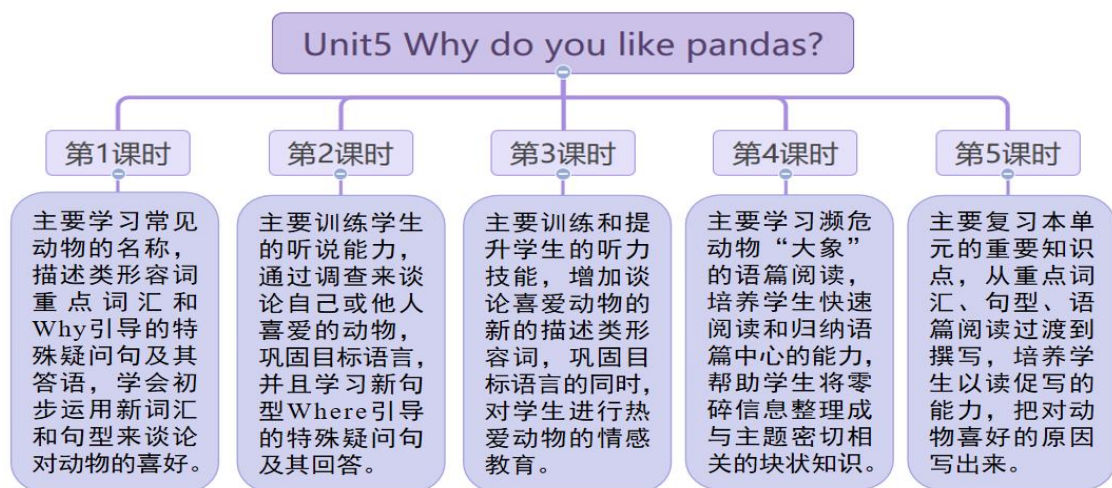 Unit5 Why do you like pandas?
第1课时
主要学习常见
动物的名称，
描述类形容词
重点词汇和
Why引导的特
殊疑问句及其
答语，学会初
步运用新词汇
和句型来谈论
对动物的喜好。
第2课时
主要训练学生
的听说能力，
通过调查来谈
论自己或他人
喜爱的动物，
巩固目标语言，
并且学习新句
型Where引导
的特殊疑问句
及其回答。
第3课时
主要训练和提
升学生的听力
技能，增加谈
论喜爱动物的
新的描述类形
容词，巩固目
标语言的同时，
对学生进行热
爱动物的情感
教育。
第4课时
主要学习濒危
动物“大象”
的语篇阅读，
培养学生快速
阅读和归纳语
篇中心的能力，
帮助学生将零
碎信息整理成
与主题密切相
关的块状知识。
第5课时
主要复习本单
元的重要知识
点，从重点词
汇、句型、语
篇阅读过渡到
撰写，培养学
生以读促写的
能力，把对动
物喜好的原因
写出来。